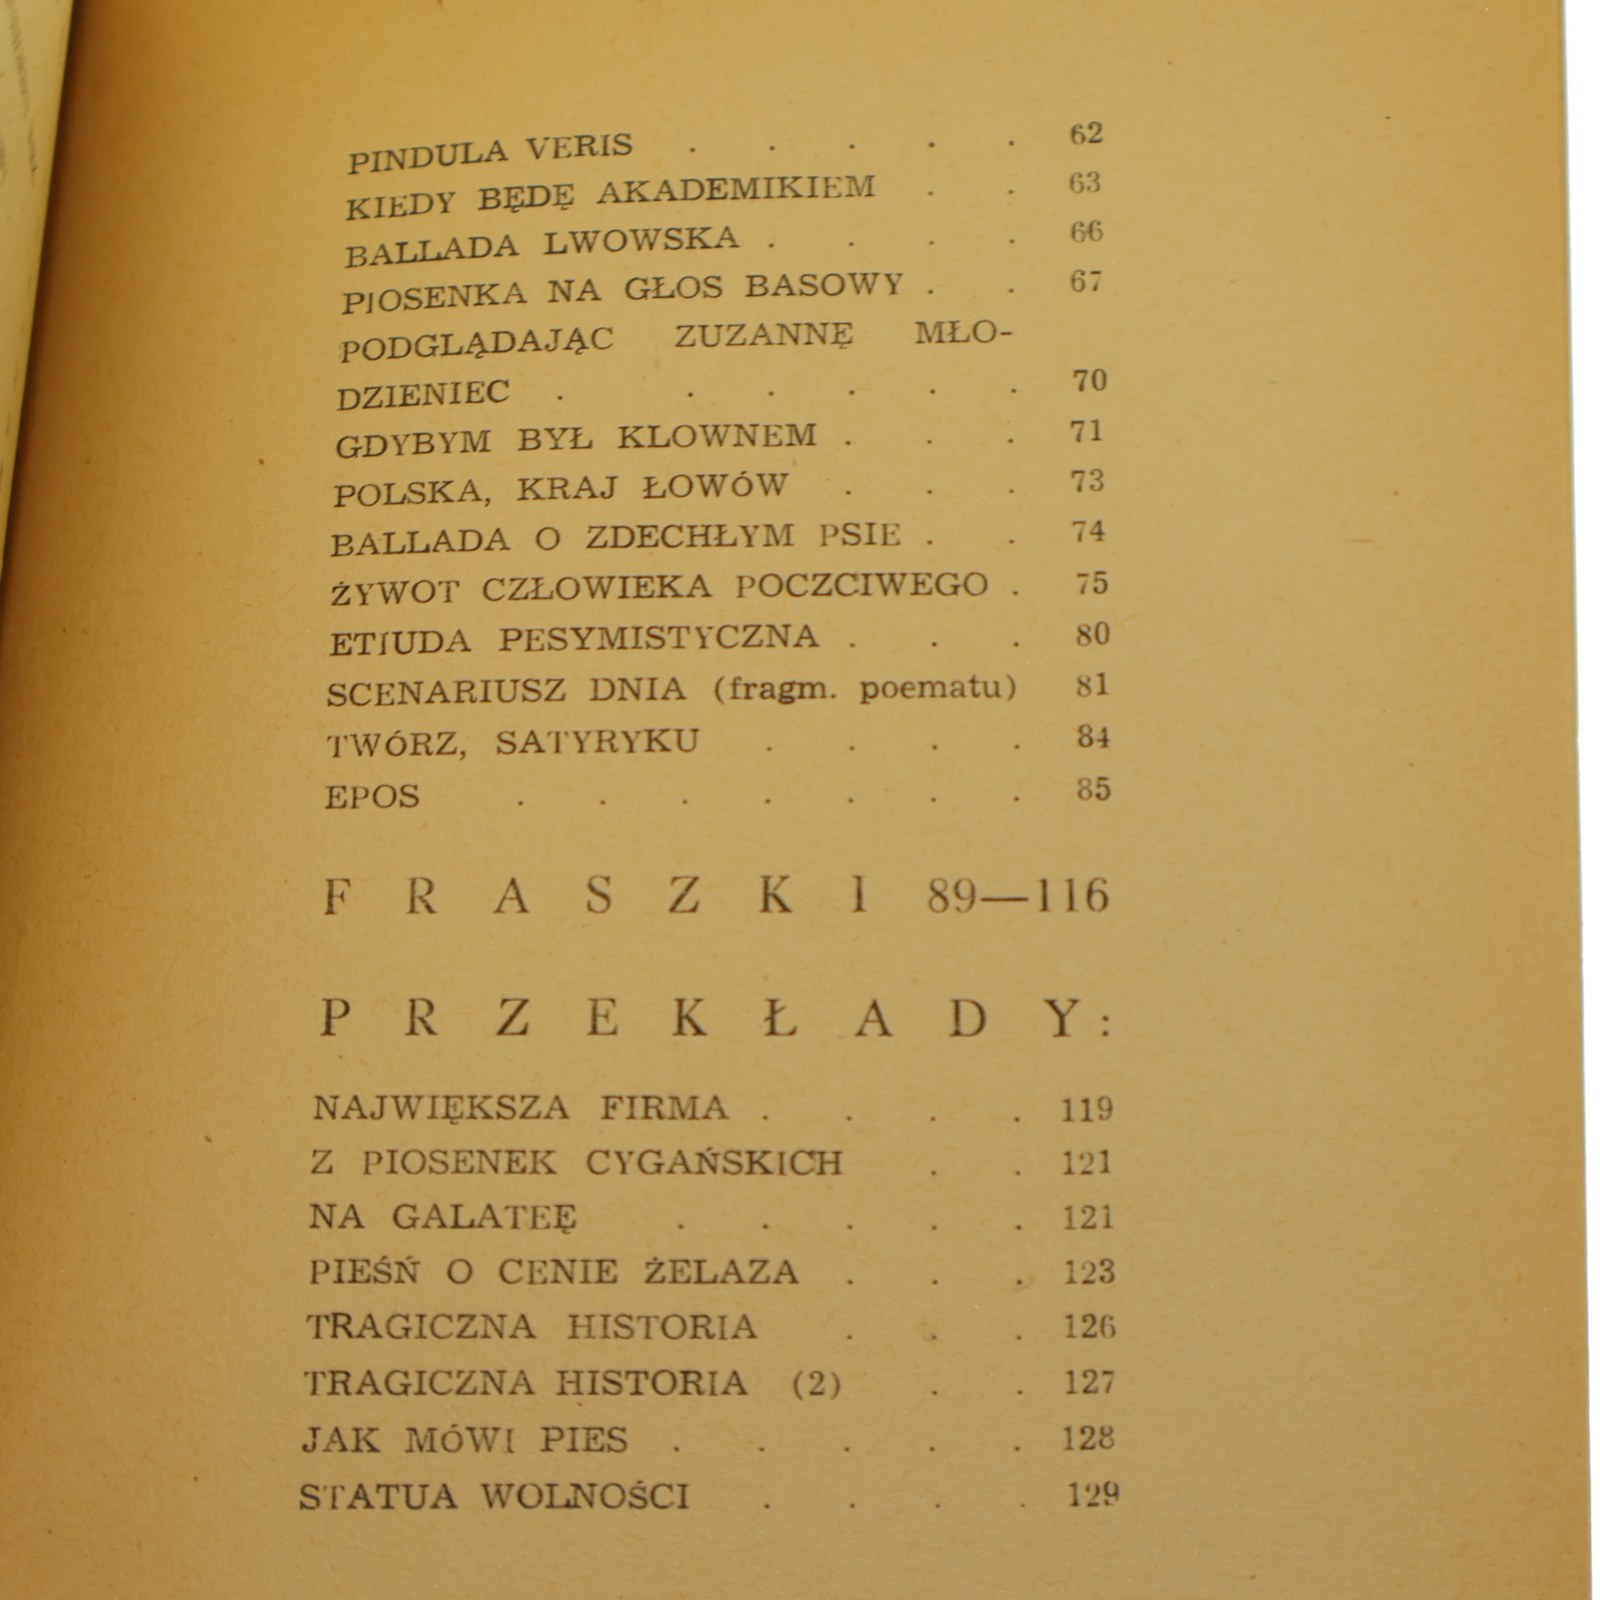 PINDULA VERIS . . . . . 62
KIEDY BĘDĘ AKADEMIKIEM . . 63
BALLADA LWOWSKA . . . . 66
PIOSENKA NA GŁOS BASOWY . . 67
PODGLĄDAJĄC ZUZANNĘ MŁO-
DZIENIEC . . . . . . 70
GDYBYM BYŁ KLOWNEM . . . 71
POLSKA, KRAJ ŁOWÓW . . . 73
BALLADA O ZDECHŁYM PSIE . . 74
ŻYWOT CZŁOWIEKA POCZCIWEGO . 75
ETIUDA PESYMISTYCZNA . . . 80
SCENARIUSZ DNIA (fragm. poematu) 81
TWÓRZ, SATYRYKU . . . . 84
EPOS . . . . . . . 85
F R A S Z K I 89—116
P R Z E K Ł A D Y :
NAJWIĘKSZA FIRMA . . . . 119
Z PIOSENEK CYGAŃSKICH . . 121
NA GALATEĘ . . . . . 121
PIEŚŃ O CENIE ŻELAZA . . . 123
TRAGICZNA HISTORIA . . . 126
TRAGICZNA HISTORIA (2) . . 127
JAK MÓWI PIES . . . . . 128
STATUA WOLNOŚCI . . . . 129